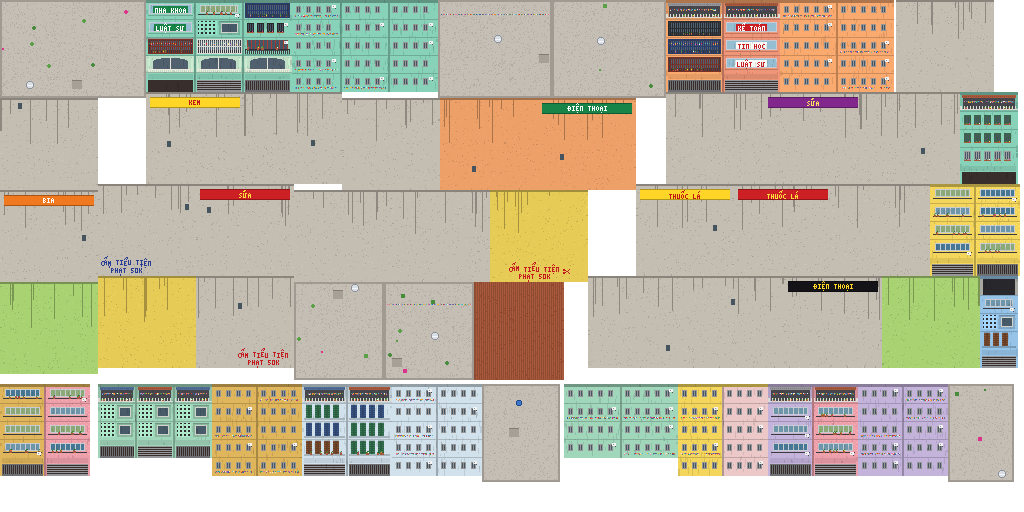 NHA KHOA
LUẬT SƯ
KẾ TOÁN
TIN HỌC
LUẬT SƯ
KEM
ĐIỆN THOẠI
SỮA
BIA
SỮA
THUỐC LÁ
THUỐC LÁ
CẤM TIỂU TIỆN
PHẠT 50K
CẤM TIỂU TIỆN
PHẠT 50K
ĐIỆN THOẠI
CẤM TIỂU TIỆN
PHẠT 50K